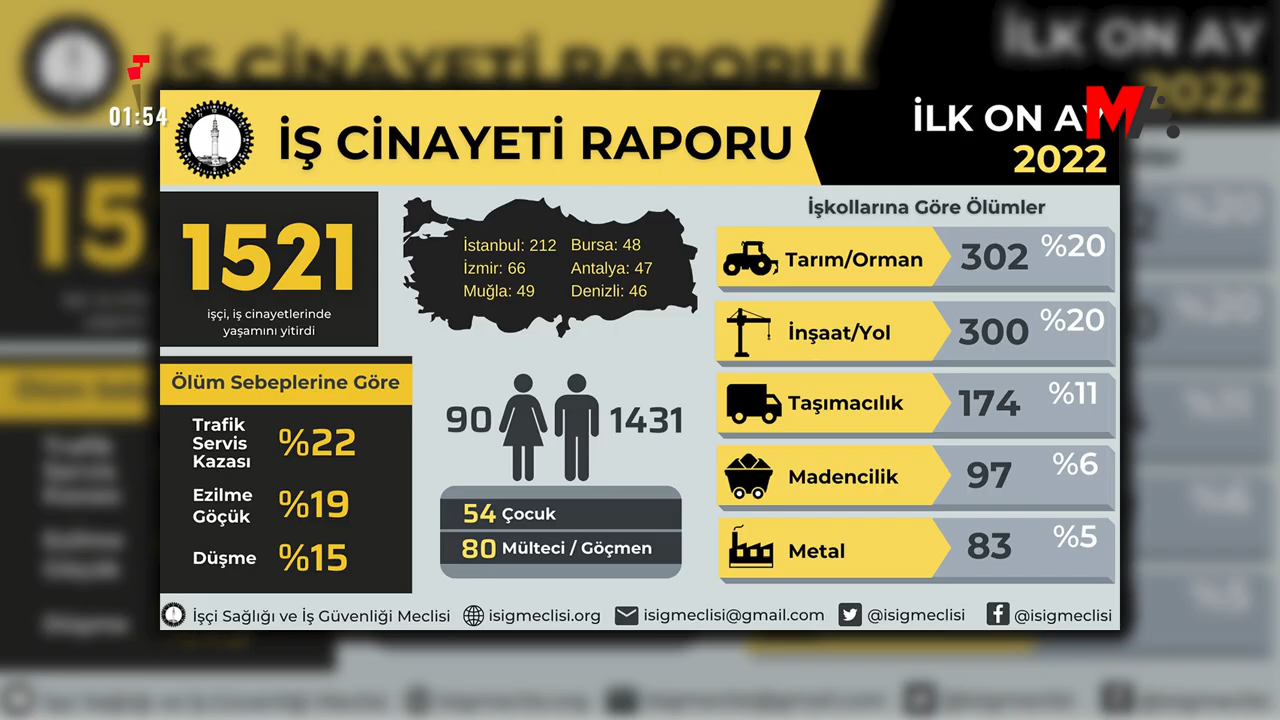 01:54
İŞ CİNAYETİ RAPORU
İLK ON AY
2022
1521
işçi, iş cinayetlerinde
yaşamını yitirdi
İstanbul: 212 Bursa: 48
İzmir: 66 Antalya: 47
Muğla: 49 Denizli: 46
Ölüm Sebeplerine Göre
Trafik
Servis
Kazası
%22
Ezilme
Göçük
%19
Düşme %15
90 1431
54 Çocuk
80 Mülteci / Göçmen
İşkollarına Göre Ölümler
Tarım/Orman 302 %20
İnşaat/Yol 300 %20
Taşımacılık 174 %11
Madencilik 97 %6
Metal 83 %5
İşçi Sağlığı ve İş Güvenliği Meclisi isigmeclisi.org isigmeclisi@gmail.com @isigmeclisi @isigmeclisi